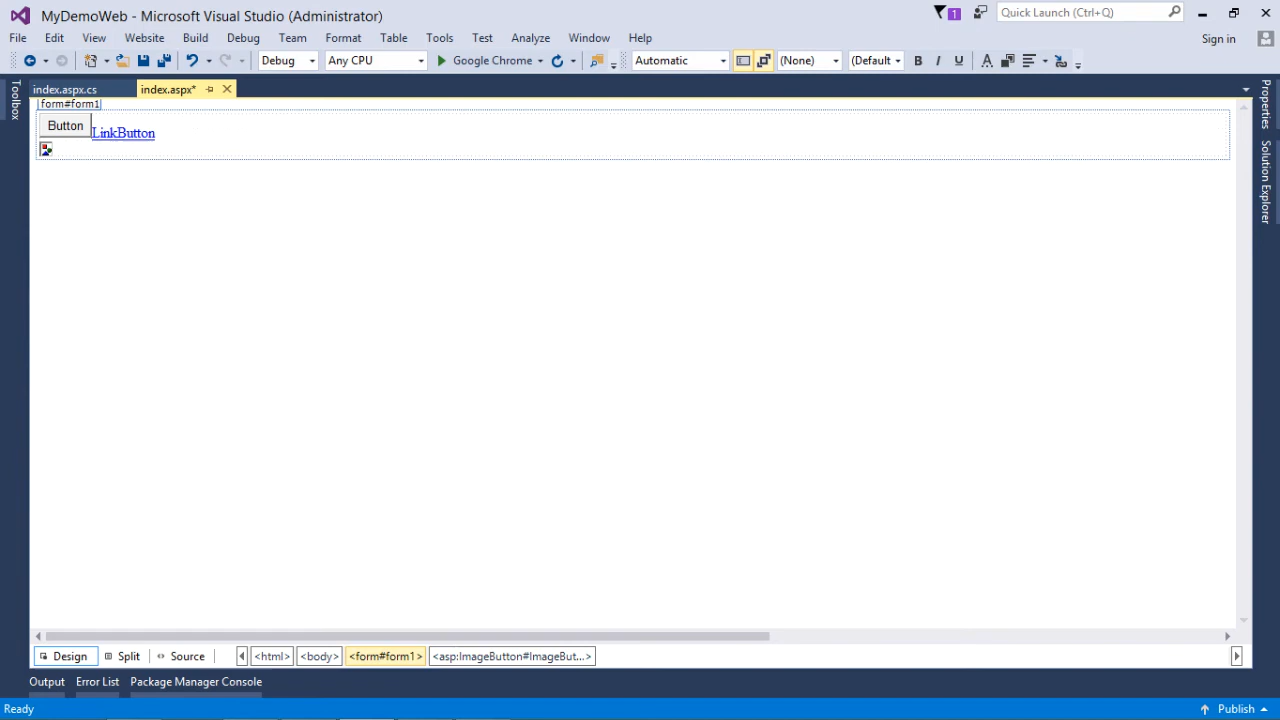 MyDemoWeb - Microsoft Visual Studio (Administrator)
1
Quick Launch (Ctrl+Q)
File Edit View Website Build Debug Team Format Table Tools Test Analyze Window Help
Sign in
Debug Any CPU Google Chrome Automatic (None) (Default B I U A
Toolbox
index.aspx.cs index.aspx*
form#form1
Button LinkButton
Properties
Solution Explorer
Design Split Source <html> <body> <form#form1> <asp:ImageButton#ImageBut...>
Output Error List Package Manager Console
Ready Publish